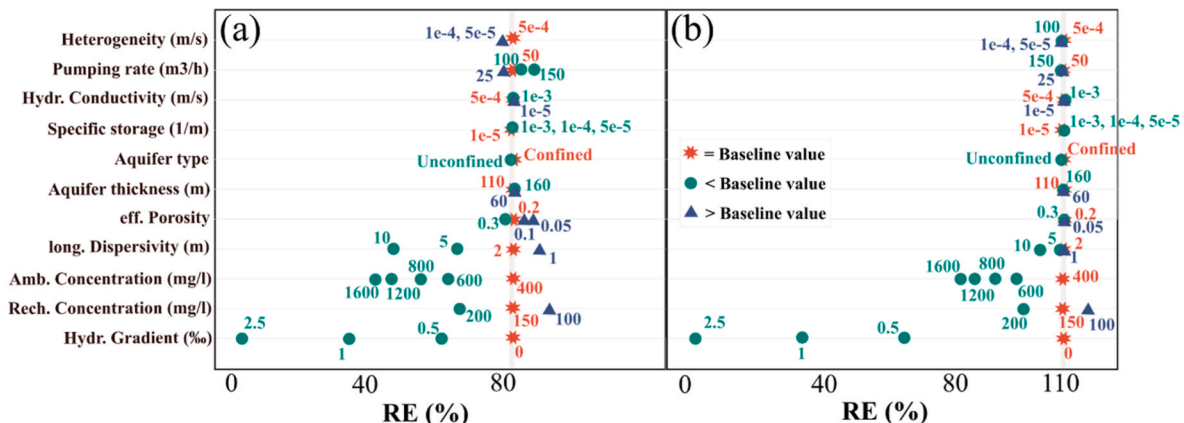 (a)
(b)
Heterogeneity (m/s)
1e-4, 5e-5
5e-4
100
1e-4, 5e-5
5e-4
Pumping rate (m3/h)
100
50
25
150
150
50
25
Hydr. Conductivity (m/s)
5e-4
1e-3
1e-5
5e-4
1e-3
1e-5
Specific storage (1/m)
1e-5
1e-3, 1e-4, 5e-5
1e-5
1e-3, 1e-4, 5e-5
Aquifer type
Unconfined
Confined
Unconfined
Confined
Aquifer thickness (m)
110
160
60
110
160
60
eff. Porosity
0.3
0.2
0.1
0.05
0.3
0.2
0.05
long. Dispersivity (m)
10
5
2
1
10
5
2
1
Amb. Concentration (mg/l)
1600
1200
800
600
400
1600
1200
800
600
400
Rech. Concentration (mg/l)
200
150
100
200
150
100
Hydr. Gradient (‰)
2.5
1
0.5
0
2.5
1
0.5
0
= Baseline value
< Baseline value
> Baseline value
0
40
80
RE (%)
0
40
80
110
RE (%)